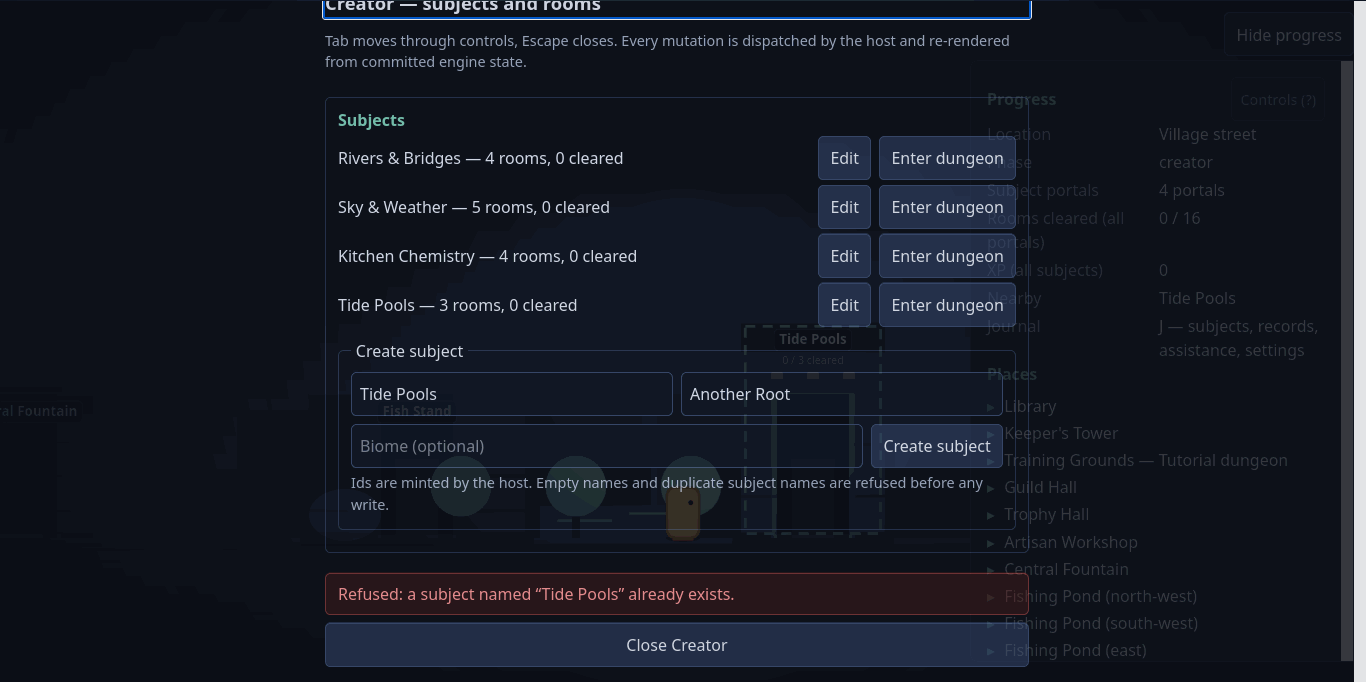 Creator — subjects and rooms
Tab moves through controls, Escape closes. Every mutation is dispatched by the host and re-rendered
from committed engine state.
Subjects
Rivers & Bridges — 4 rooms, 0 cleared
Edit
Enter dungeon
Sky & Weather — 5 rooms, 0 cleared
Edit
Enter dungeon
Kitchen Chemistry — 4 rooms, 0 cleared
Edit
Enter dungeon
Tide Pools — 3 rooms, 0 cleared
Edit
Enter dungeon
Create subject
Tide Pools
Another Root
Biome (optional)
Create subject
Ids are minted by the host. Empty names and duplicate subject names are refused before any
write.
Refused: a subject named “Tide Pools” already exists.
Close Creator
Tide Pools
0 / 3 cleared
Fish Stand
Fountain
Hide progress
Progress
Controls (?)
Location
Village street
creator
Subject portals
4 portals
Rooms cleared (all
portals)
0 / 16
XP (all subjects)
0
Nearby
Tide Pools
Journal
J — subjects, records,
assistance, settings
Places
▸ Library
▸ Keeper's Tower
▸ Training Grounds — Tutorial dungeon
▸ Guild Hall
▸ Trophy Hall
▸ Artisan Workshop
▸ Central Fountain
▸ Fishing Pond (north-west)
▸ Fishing Pond (south-west)
▸ Fishing Pond (east)